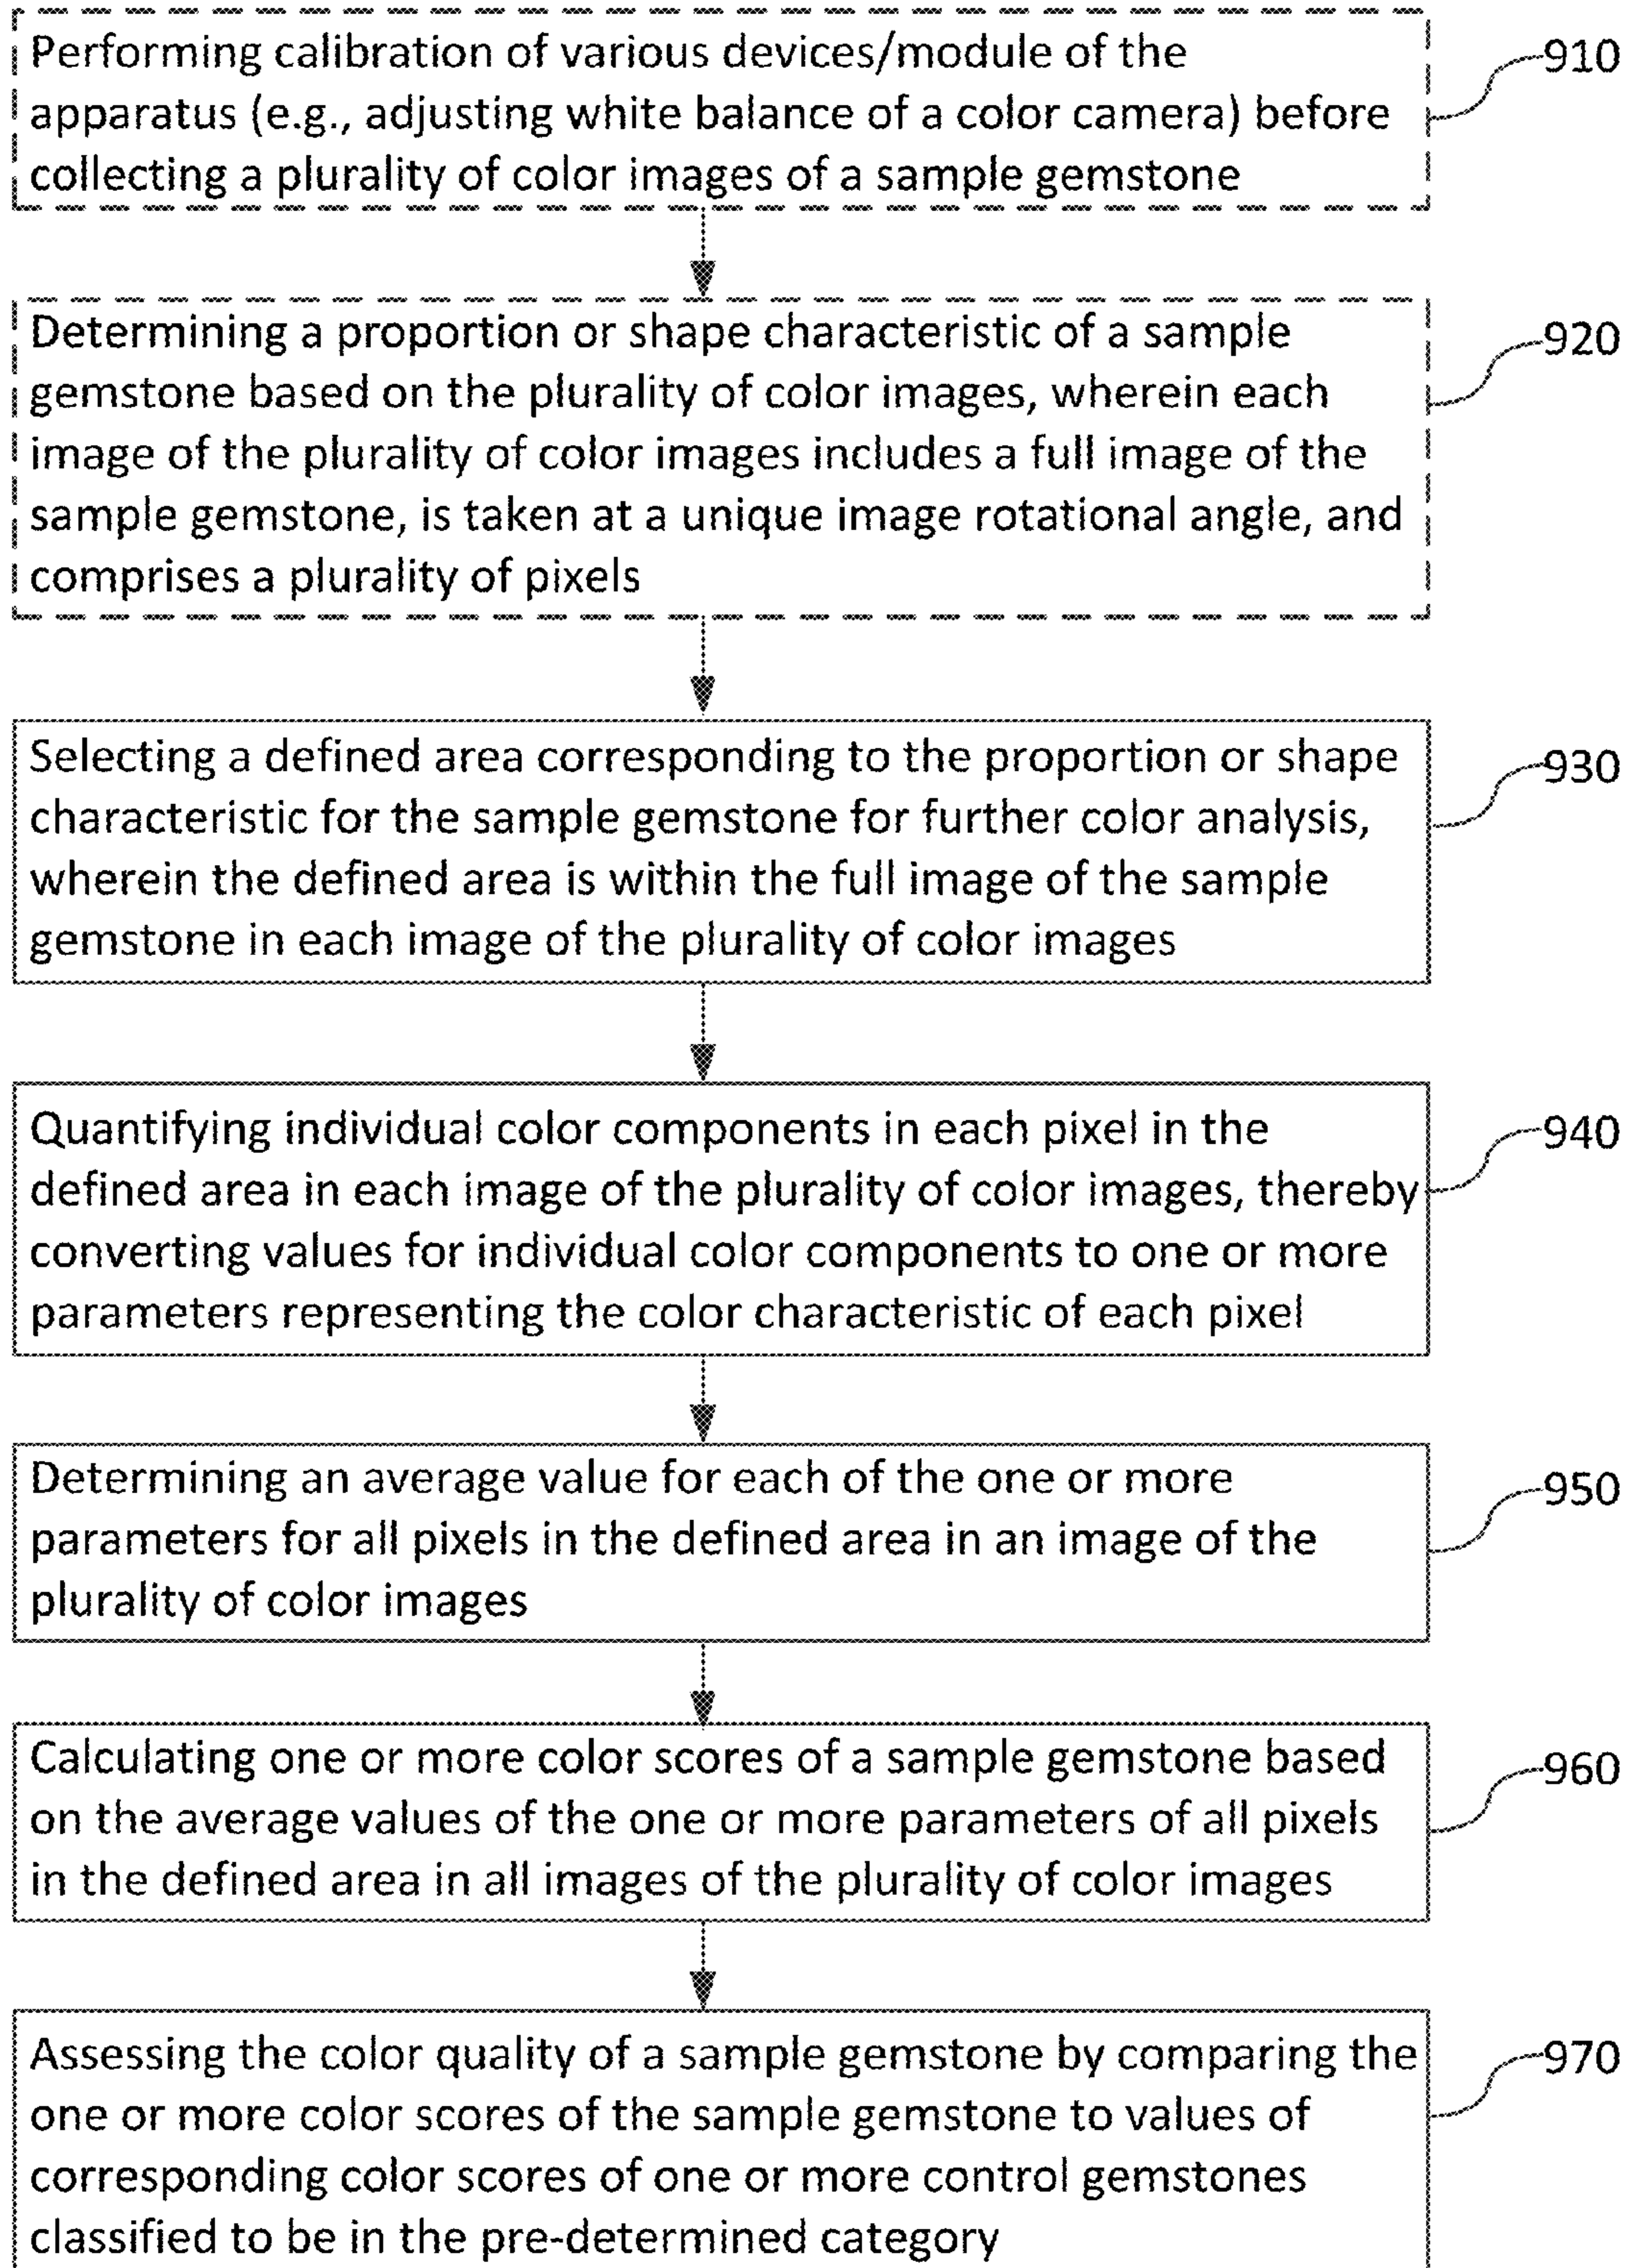 Performing calibration of various devices/module of the
910
apparatus (e.g., adjusting white balance of a color camera) before
collecting a plurality of color images of a sample gemstone
Determining a proportion or shape characteristic of a sample
920
gemstone based on the plurality of color images, wherein each
image of the plurality of color images includes a full image of the
sample gemstone, is taken at a unique image rotational angle, and
comprises a plurality of pixels
Selecting a defined area corresponding to the proportion or shape
930
characteristic for the sample gemstone for further color analysis,
wherein the defined area is within the full image of the sample
gemstone in each image of the plurality of color images
Quantifying individual color components in each pixel in the
940
defined area in each image of the plurality of color images, thereby
converting values for individual color components to one or more
parameters representing the color characteristic of each pixel
Determining an average value for each of the one or more
950
parameters for all pixels in the defined area in an image of the
plurality of color images
Calculating one or more color scores of a sample gemstone based
960
on the average values of the one or more parameters of all pixels
in the defined area in all images of the plurality of color images
Assessing the color quality of a sample gemstone by comparing the
970
one or more color scores of the sample gemstone to values of
corresponding color scores of one or more control gemstones
classified to be in the pre-determined category